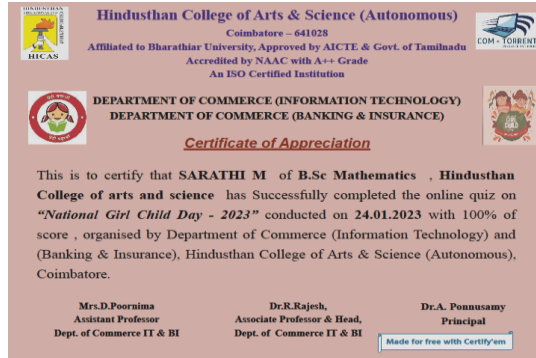 Hindusthan College of Arts & Science (Autonomous)
Coimbatore – 641028
Affiliated to Bharathiar University, Approved by AICTE & Govt. of Tamilnadu
Accredited by NAAC with A++ Grade
An ISO Certified Institution
HICAS
COM - TORRENT
DEPARTMENT OF COMMERCE (INFORMATION TECHNOLOGY)
DEPARTMENT OF COMMERCE (BANKING & INSURANCE)
Certificate of Appreciation
This is to certify that SARATHI M of B.Sc Mathematics , Hindusthan
College of arts and science has Successfully completed the online quiz on
“National Girl Child Day - 2023” conducted on 24.01.2023 with 100% of
score , organised by Department of Commerce (Information Technology) and
(Banking & Insurance), Hindusthan College of Arts & Science (Autonomous),
Coimbatore.
Mrs.D.Poornima
Assistant Professor
Dept. of Commerce IT & BI
Dr.R.Rajesh,
Associate Professor & Head,
Dept. of Commerce IT & BI
Dr.A. Ponnusamy
Principal
Made for free with Certify'em